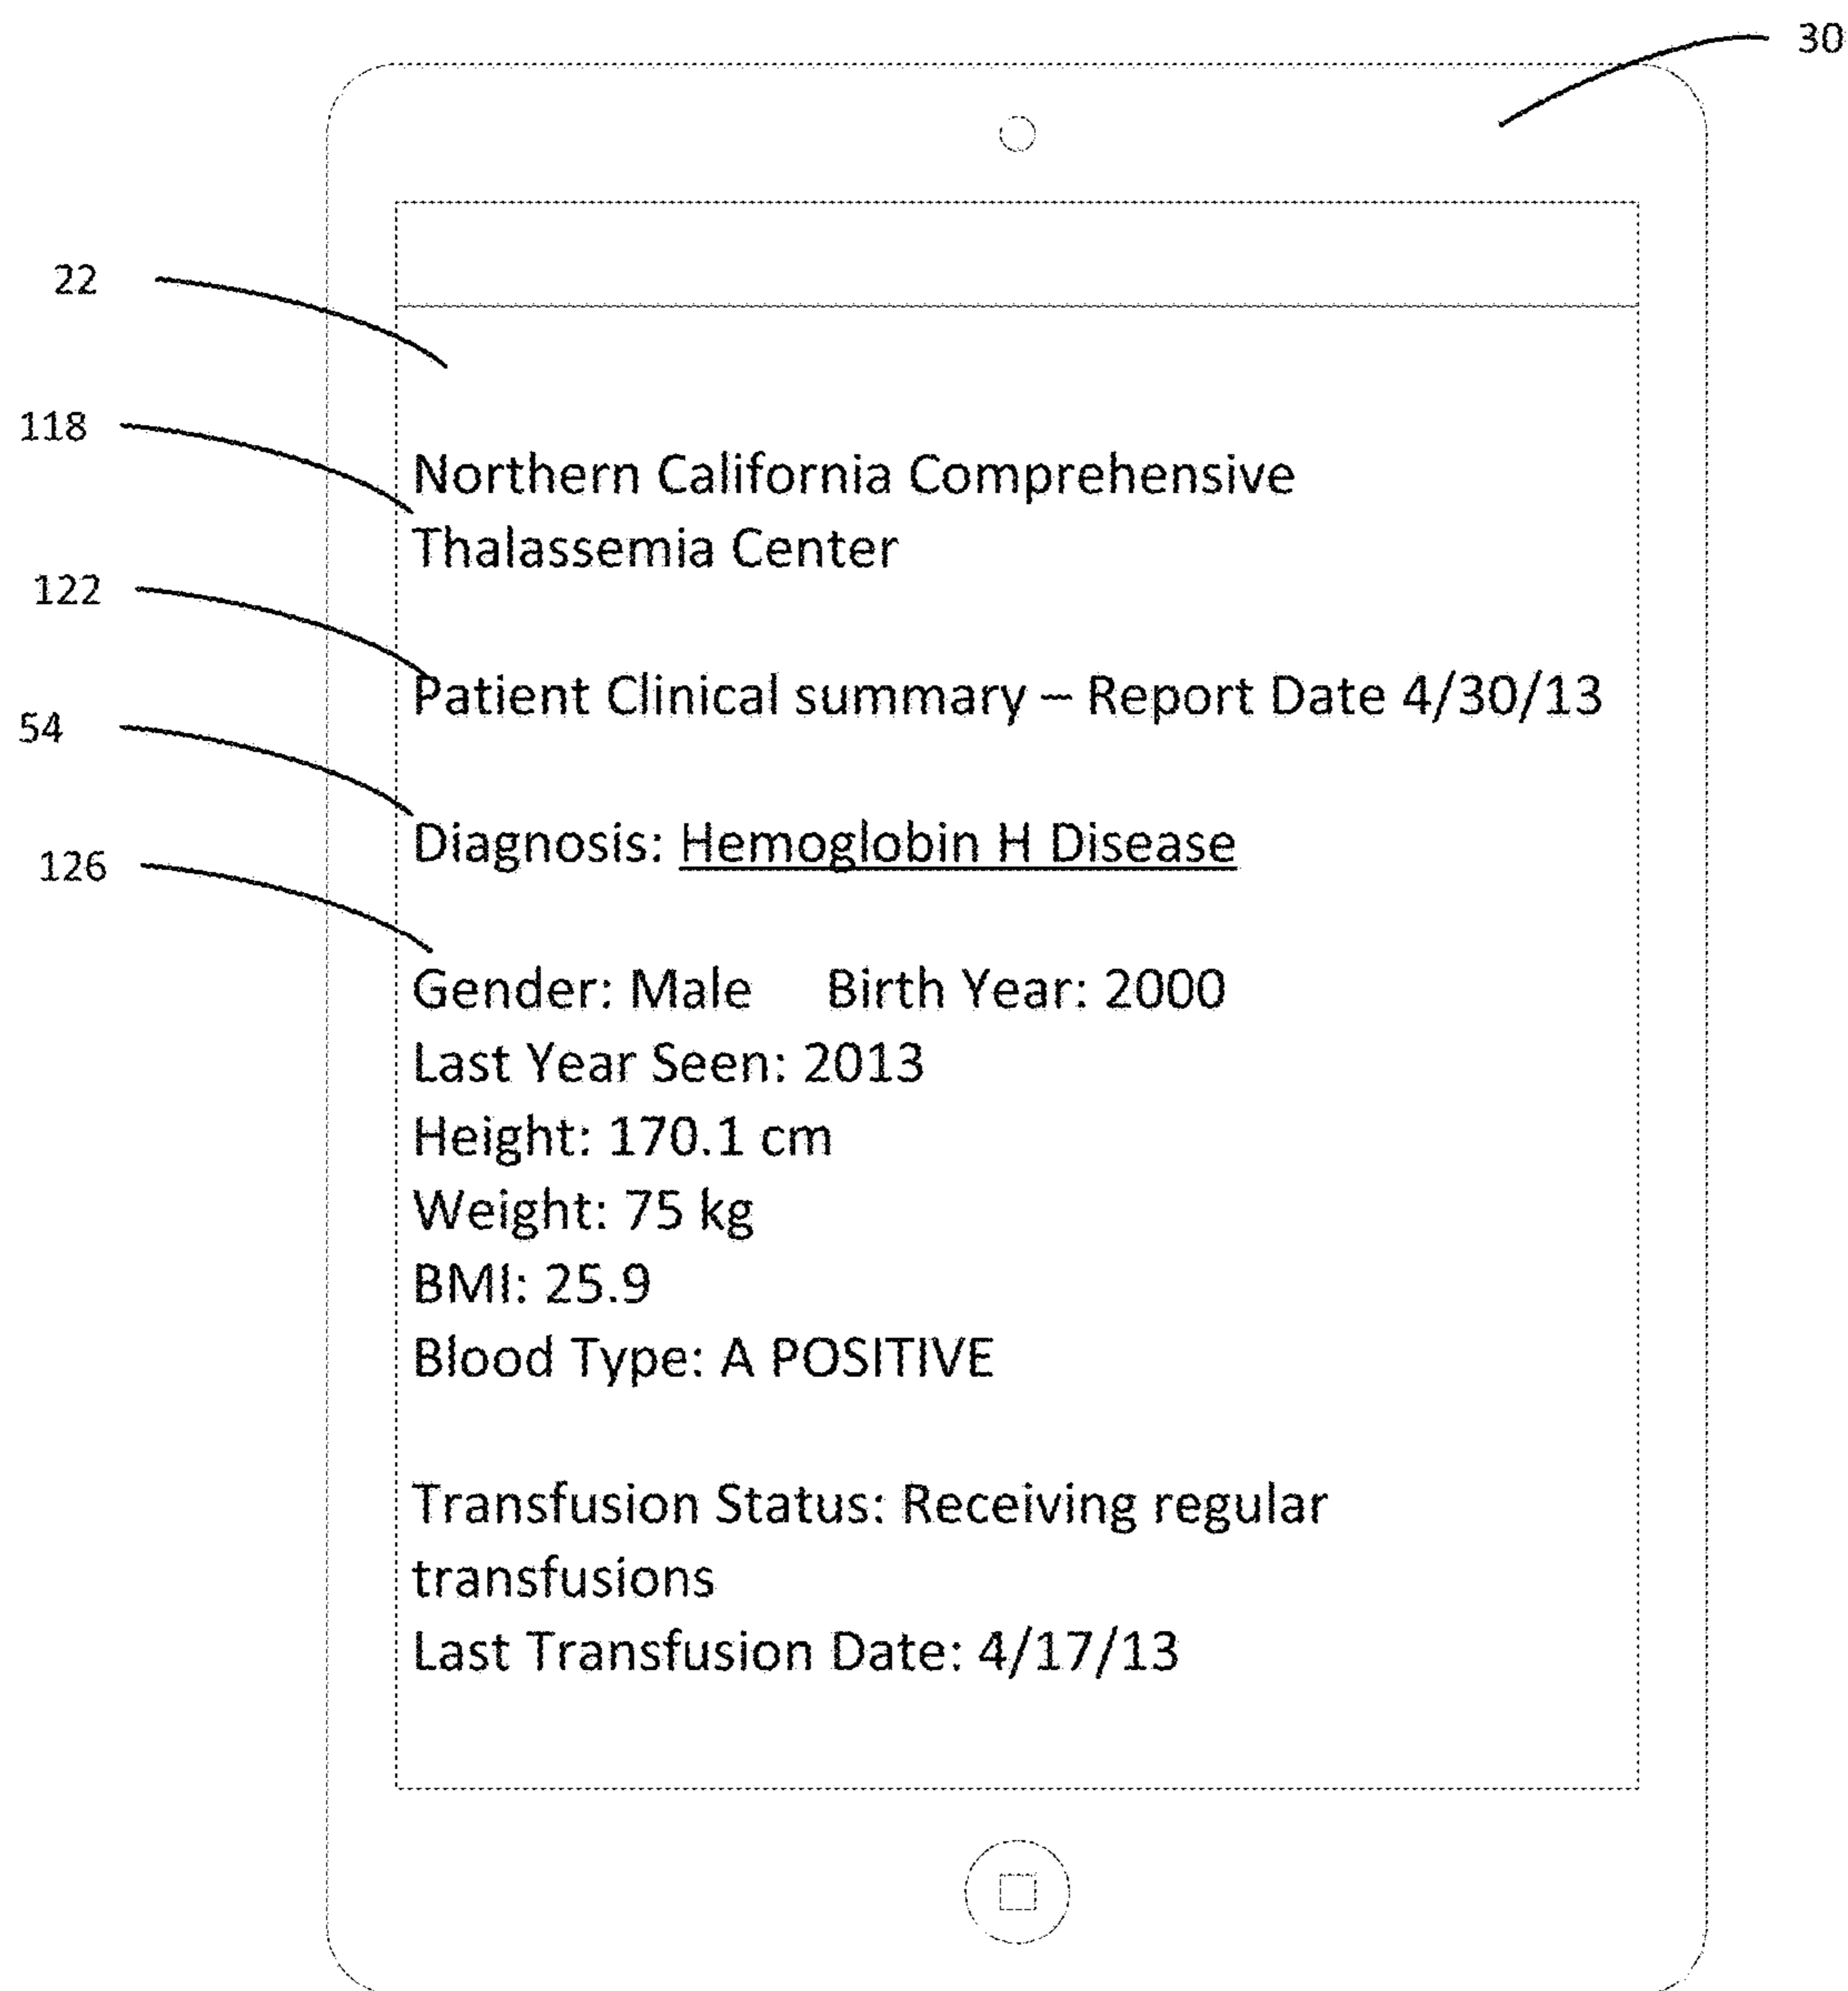 30
22
118
Northern California Comprehensive
Thalassemia Center
122
Patient Clinical summary – Report Date 4/30/13
54
Diagnosis: Hemoglobin H Disease
126
Gender: Male Birth Year: 2000
Last Year Seen: 2013
Height: 170.1 cm
Weight: 75 kg
BMI: 25.9
Blood Type: A POSITIVE
Transfusion Status: Receiving regular
transfusions
Last Transfusion Date: 4/17/13